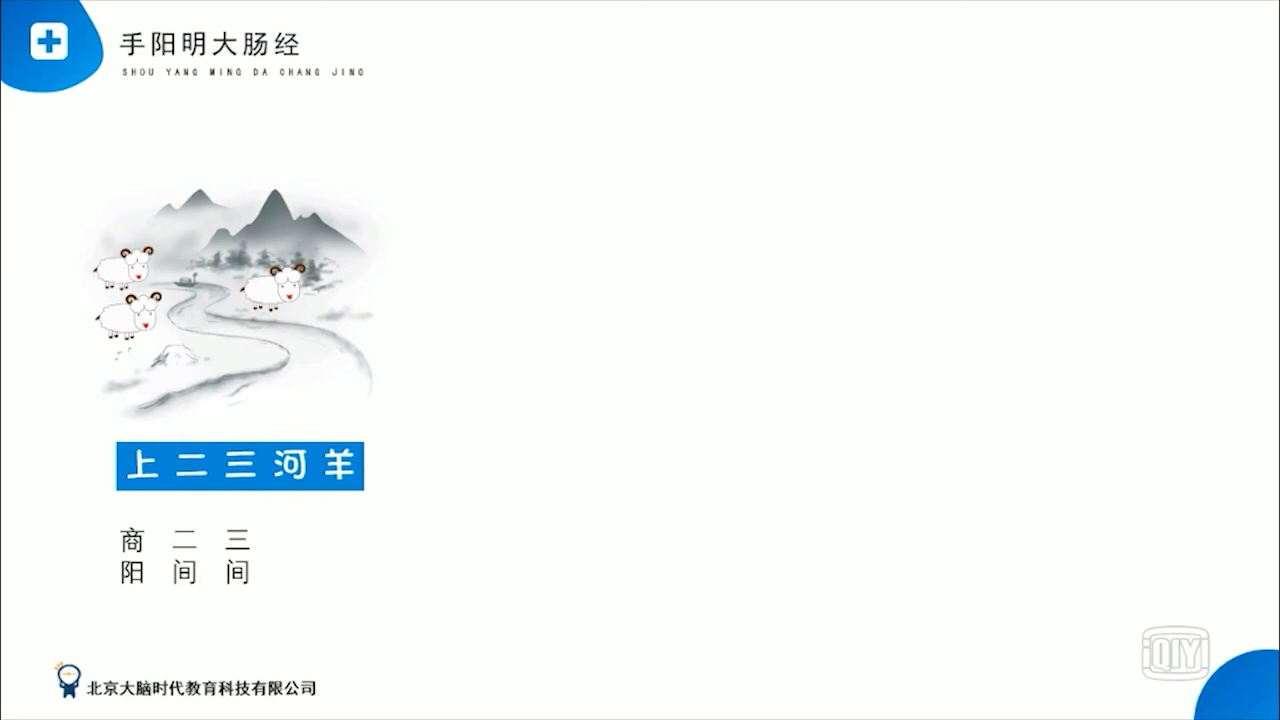 手阳明大肠经
SHOU YANG MING DA CHANG JING
上二三河羊
商 二 三
阳 间 间
北京大脑时代教育科技有限公司
iQIYI